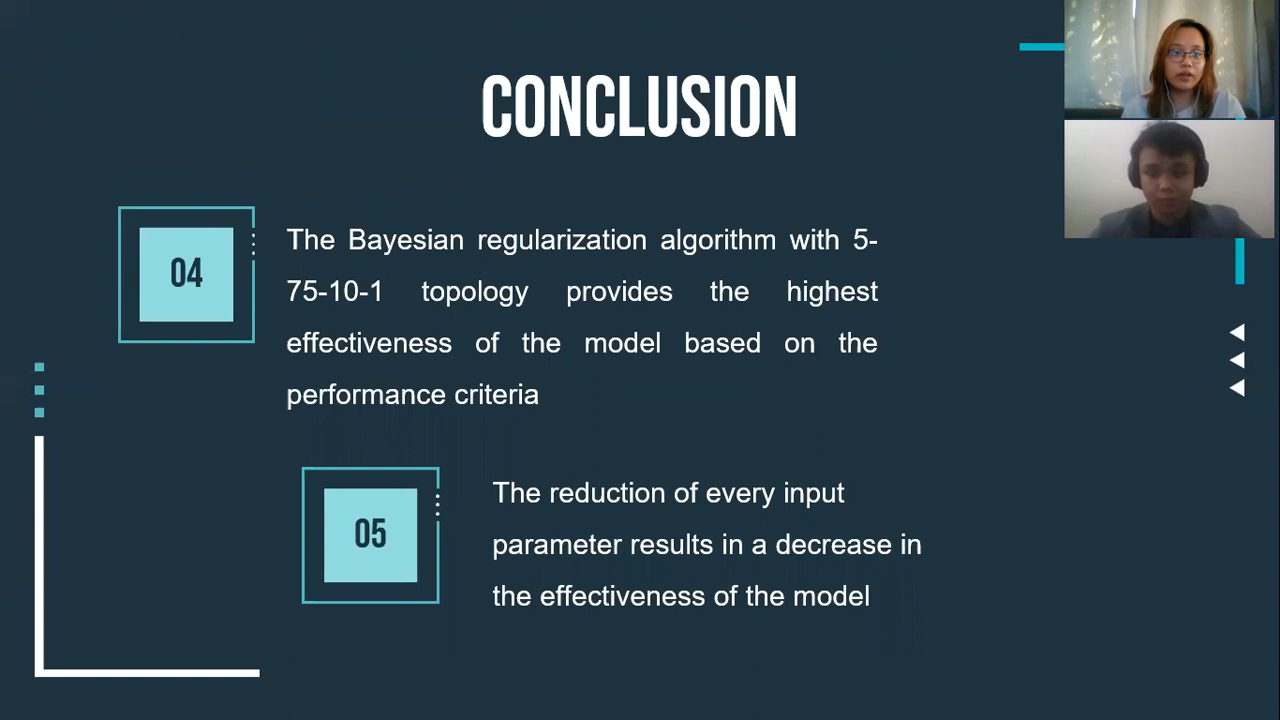 CONCLUSION
04
The Bayesian regularization algorithm with 5-
75-10-1 topology provides the highest
effectiveness of the model based on the
performance criteria
05
The reduction of every input
parameter results in a decrease in
the effectiveness of the model